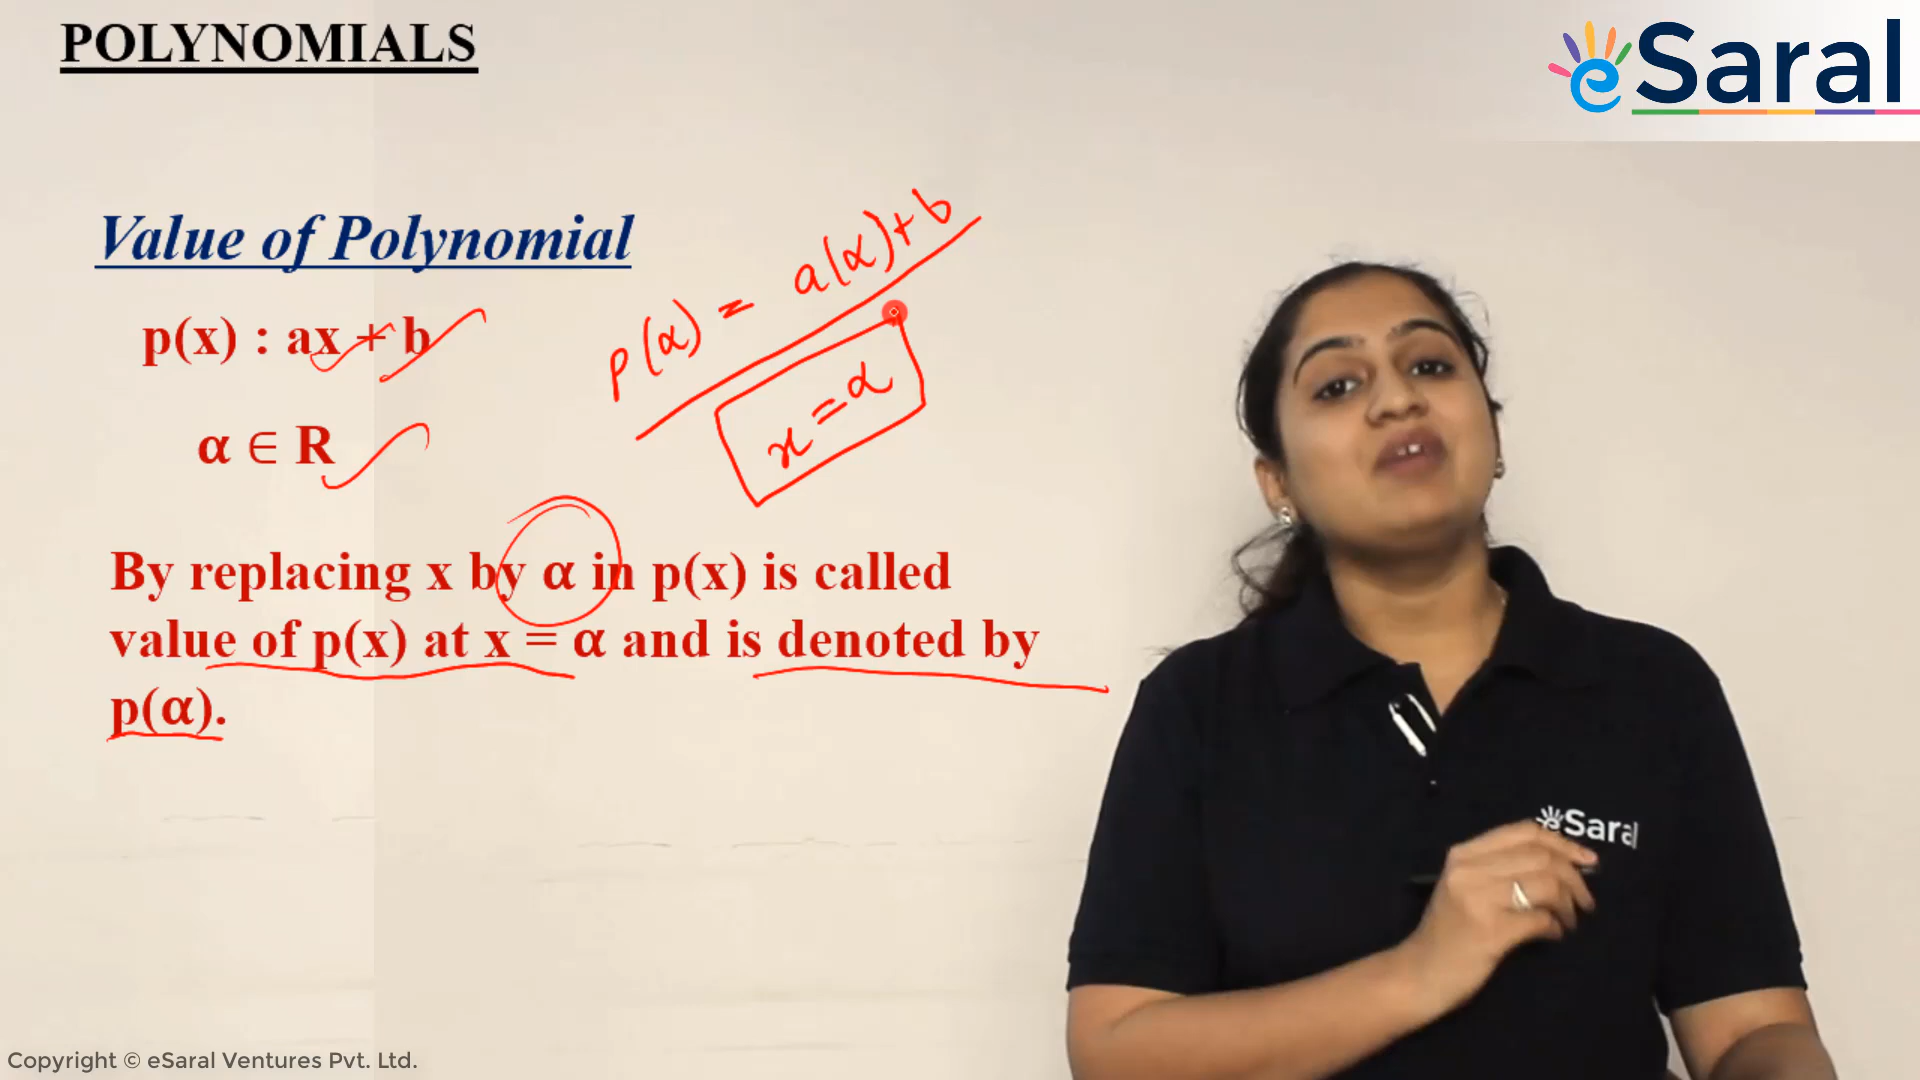 POLYNOMIALS
eSaral
Value of Polynomial
p(x) : ax + b
α ∈ R
p(α) = a(α)+b
x = α
By replacing x by α in p(x) is called
value of p(x) at x = α and is denoted by
p(α).
eSaral
Copyright © eSaral Ventures Pvt. Ltd.